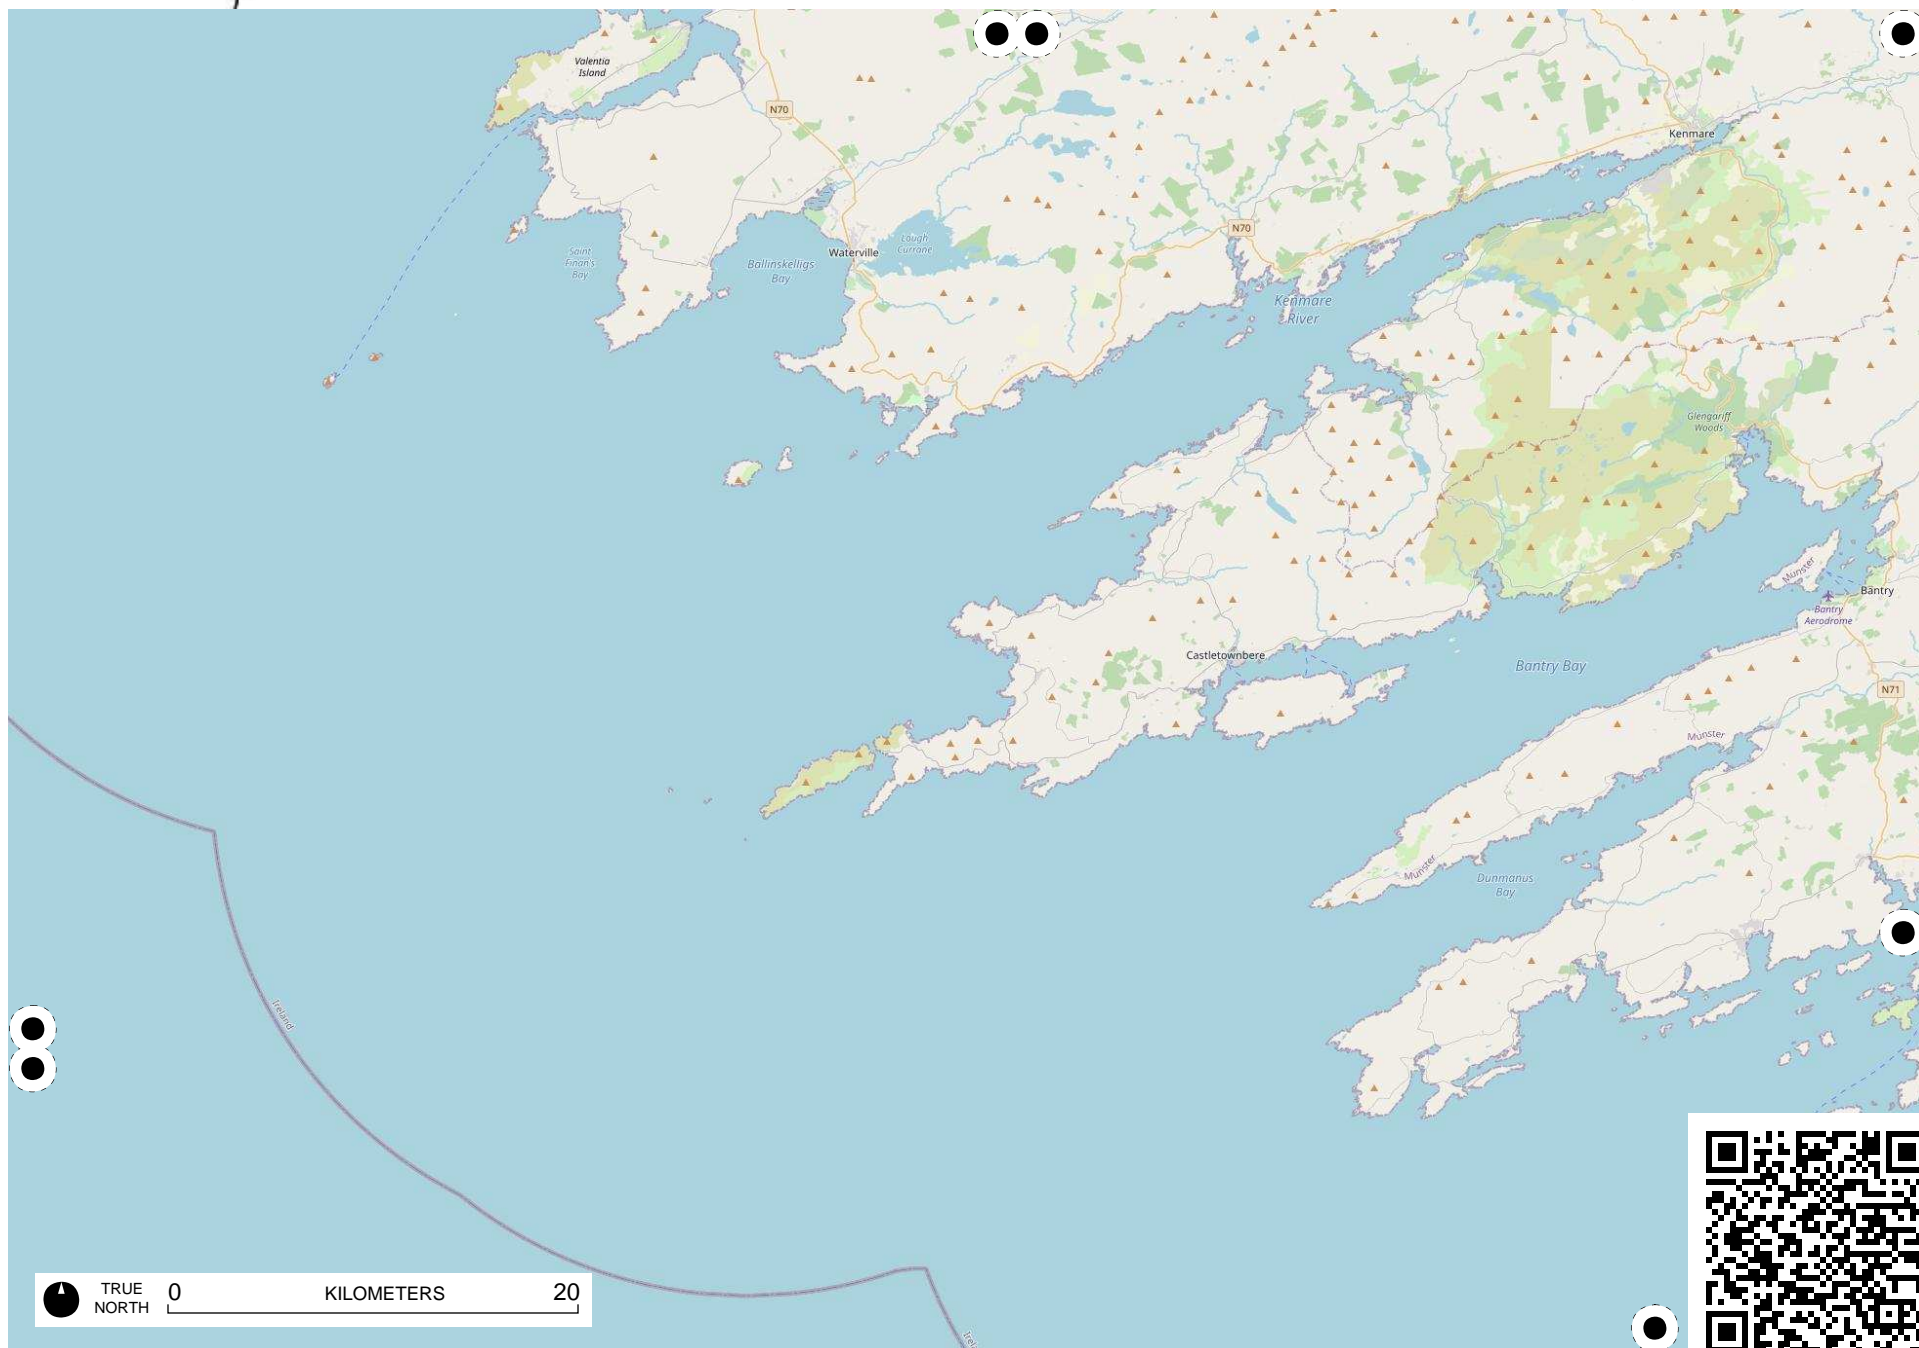 Valentia
Island
N70
Kenmare
Waterville
Lough
Currane
N70
Saint
Finan's
Bay
Ballinskelligs
Bay
Kenmare
River
Glengariff
Woods
Munster
Bantry
Bantry
Aerodrome
Castletownbere
Bantry Bay
N71
Munster
Munster
Dunmanus
Bay
Ireland
TRUE
NORTH
0 KILOMETERS 20